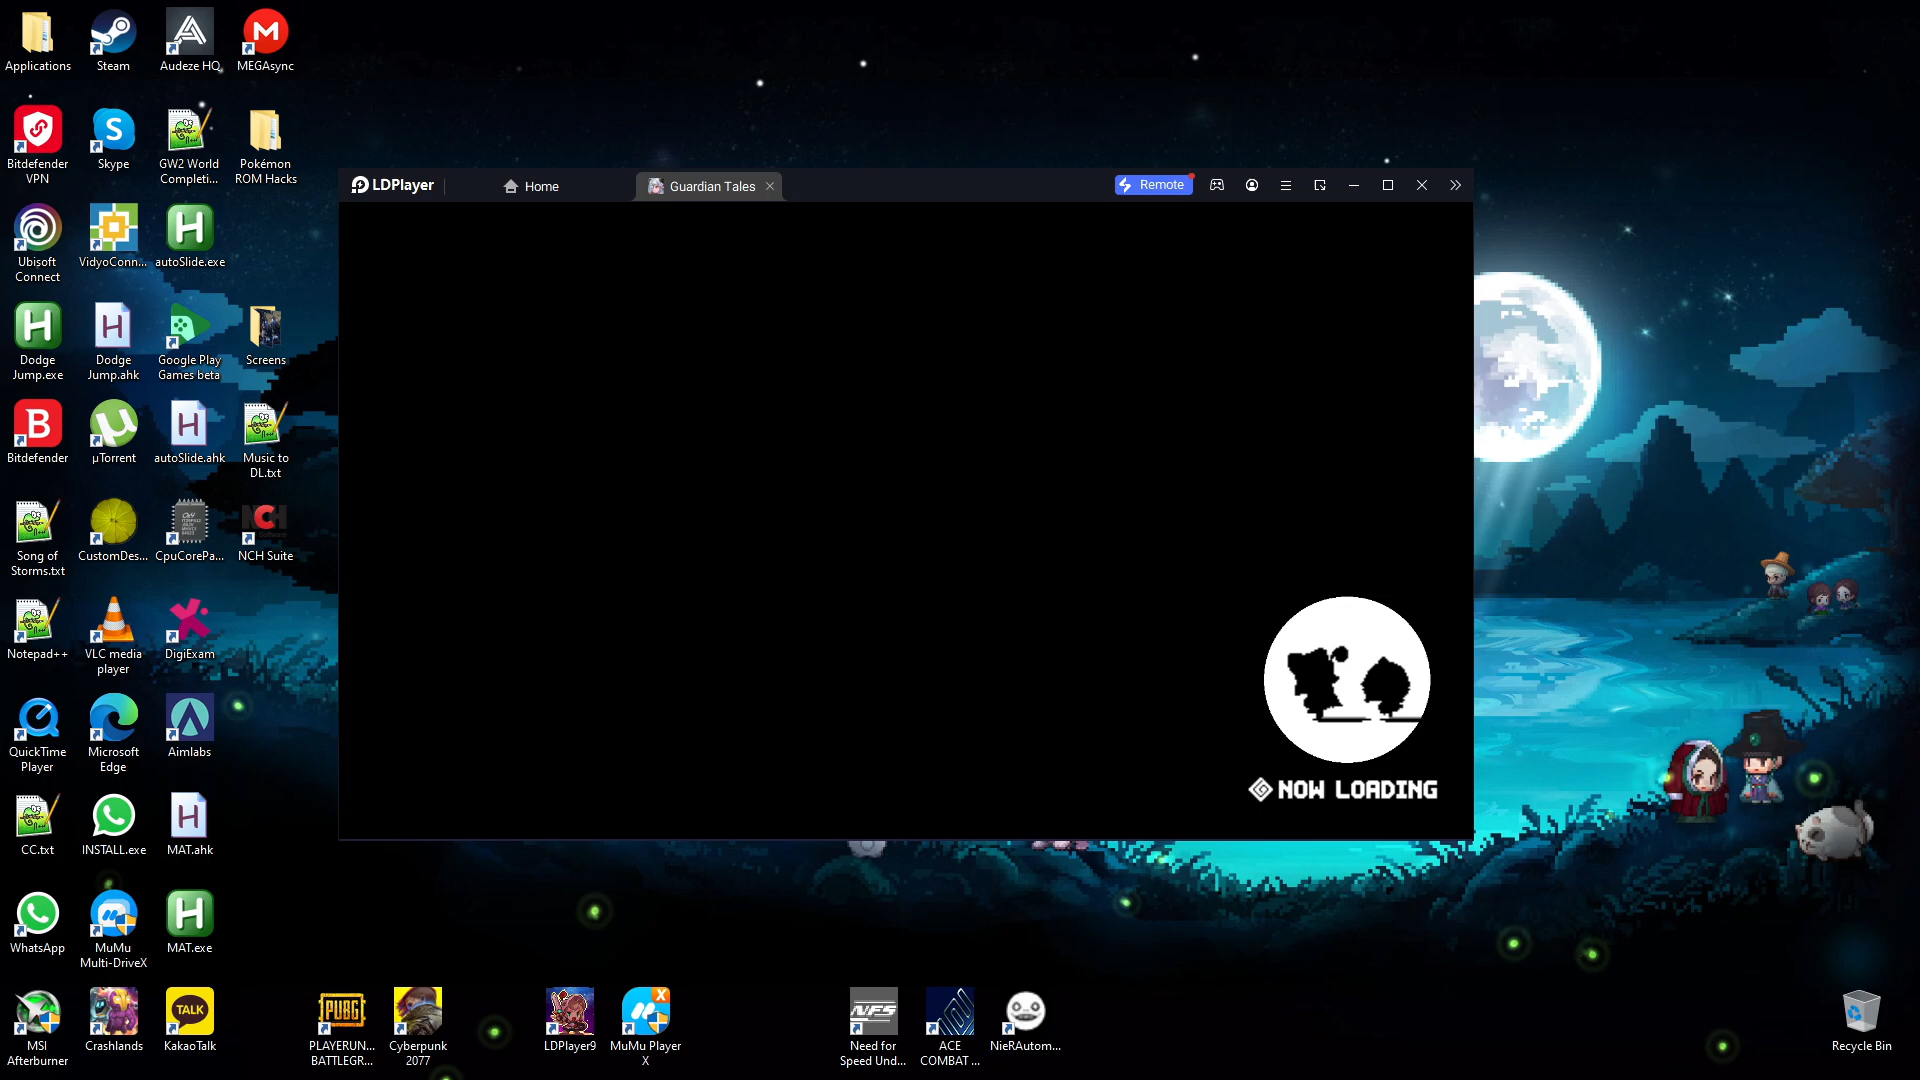 Applications
Steam
Audeze HQ
MEGAsync
Bitdefender
VPN
Skype
GW2 World
Completi...
Pokémon
ROM Hacks
LDPlayer
Home
Guardian Tales
Remote
Ubisoft
Connect
VidyoConn...
autoSlide.exe
Dodge
Jump.exe
Dodge
Jump.ahk
Google Play
Games beta
Screens
Bitdefender
µTorrent
autoSlide.ahk
Music to
DL.txt
Song of
Storms.txt
CustomDes...
CpuCorePa...
NCH
NCH Suite
Notepad++
VLC media
player
DigiExam
QuickTime
Player
Microsoft
Edge
Aimlabs
NOW LOADING
CC.txt
INSTALL.exe
MAT.ahk
WhatsApp
MuMu
Multi-DriveX
MAT.exe
MSI
Afterburner
Crashlands
TALK
KakaoTalk
PUBG
PLAYERUN...
BATTLEGR...
Cyberpunk
2077
LDPlayer9
MuMu Player
X
NFS
Need for
Speed Und...
ACE
COMBAT ...
NieRAutom...
Recycle Bin